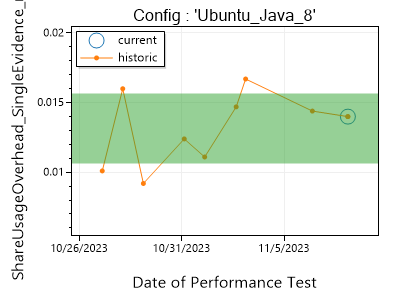 Config : 'Ubuntu_Java_8'
current
historic
0.02
0.015
0.01
10/26/2023
10/31/2023
11/5/2023
Date of Performance Test
ShareUsageOverhead_SingleEvidence_